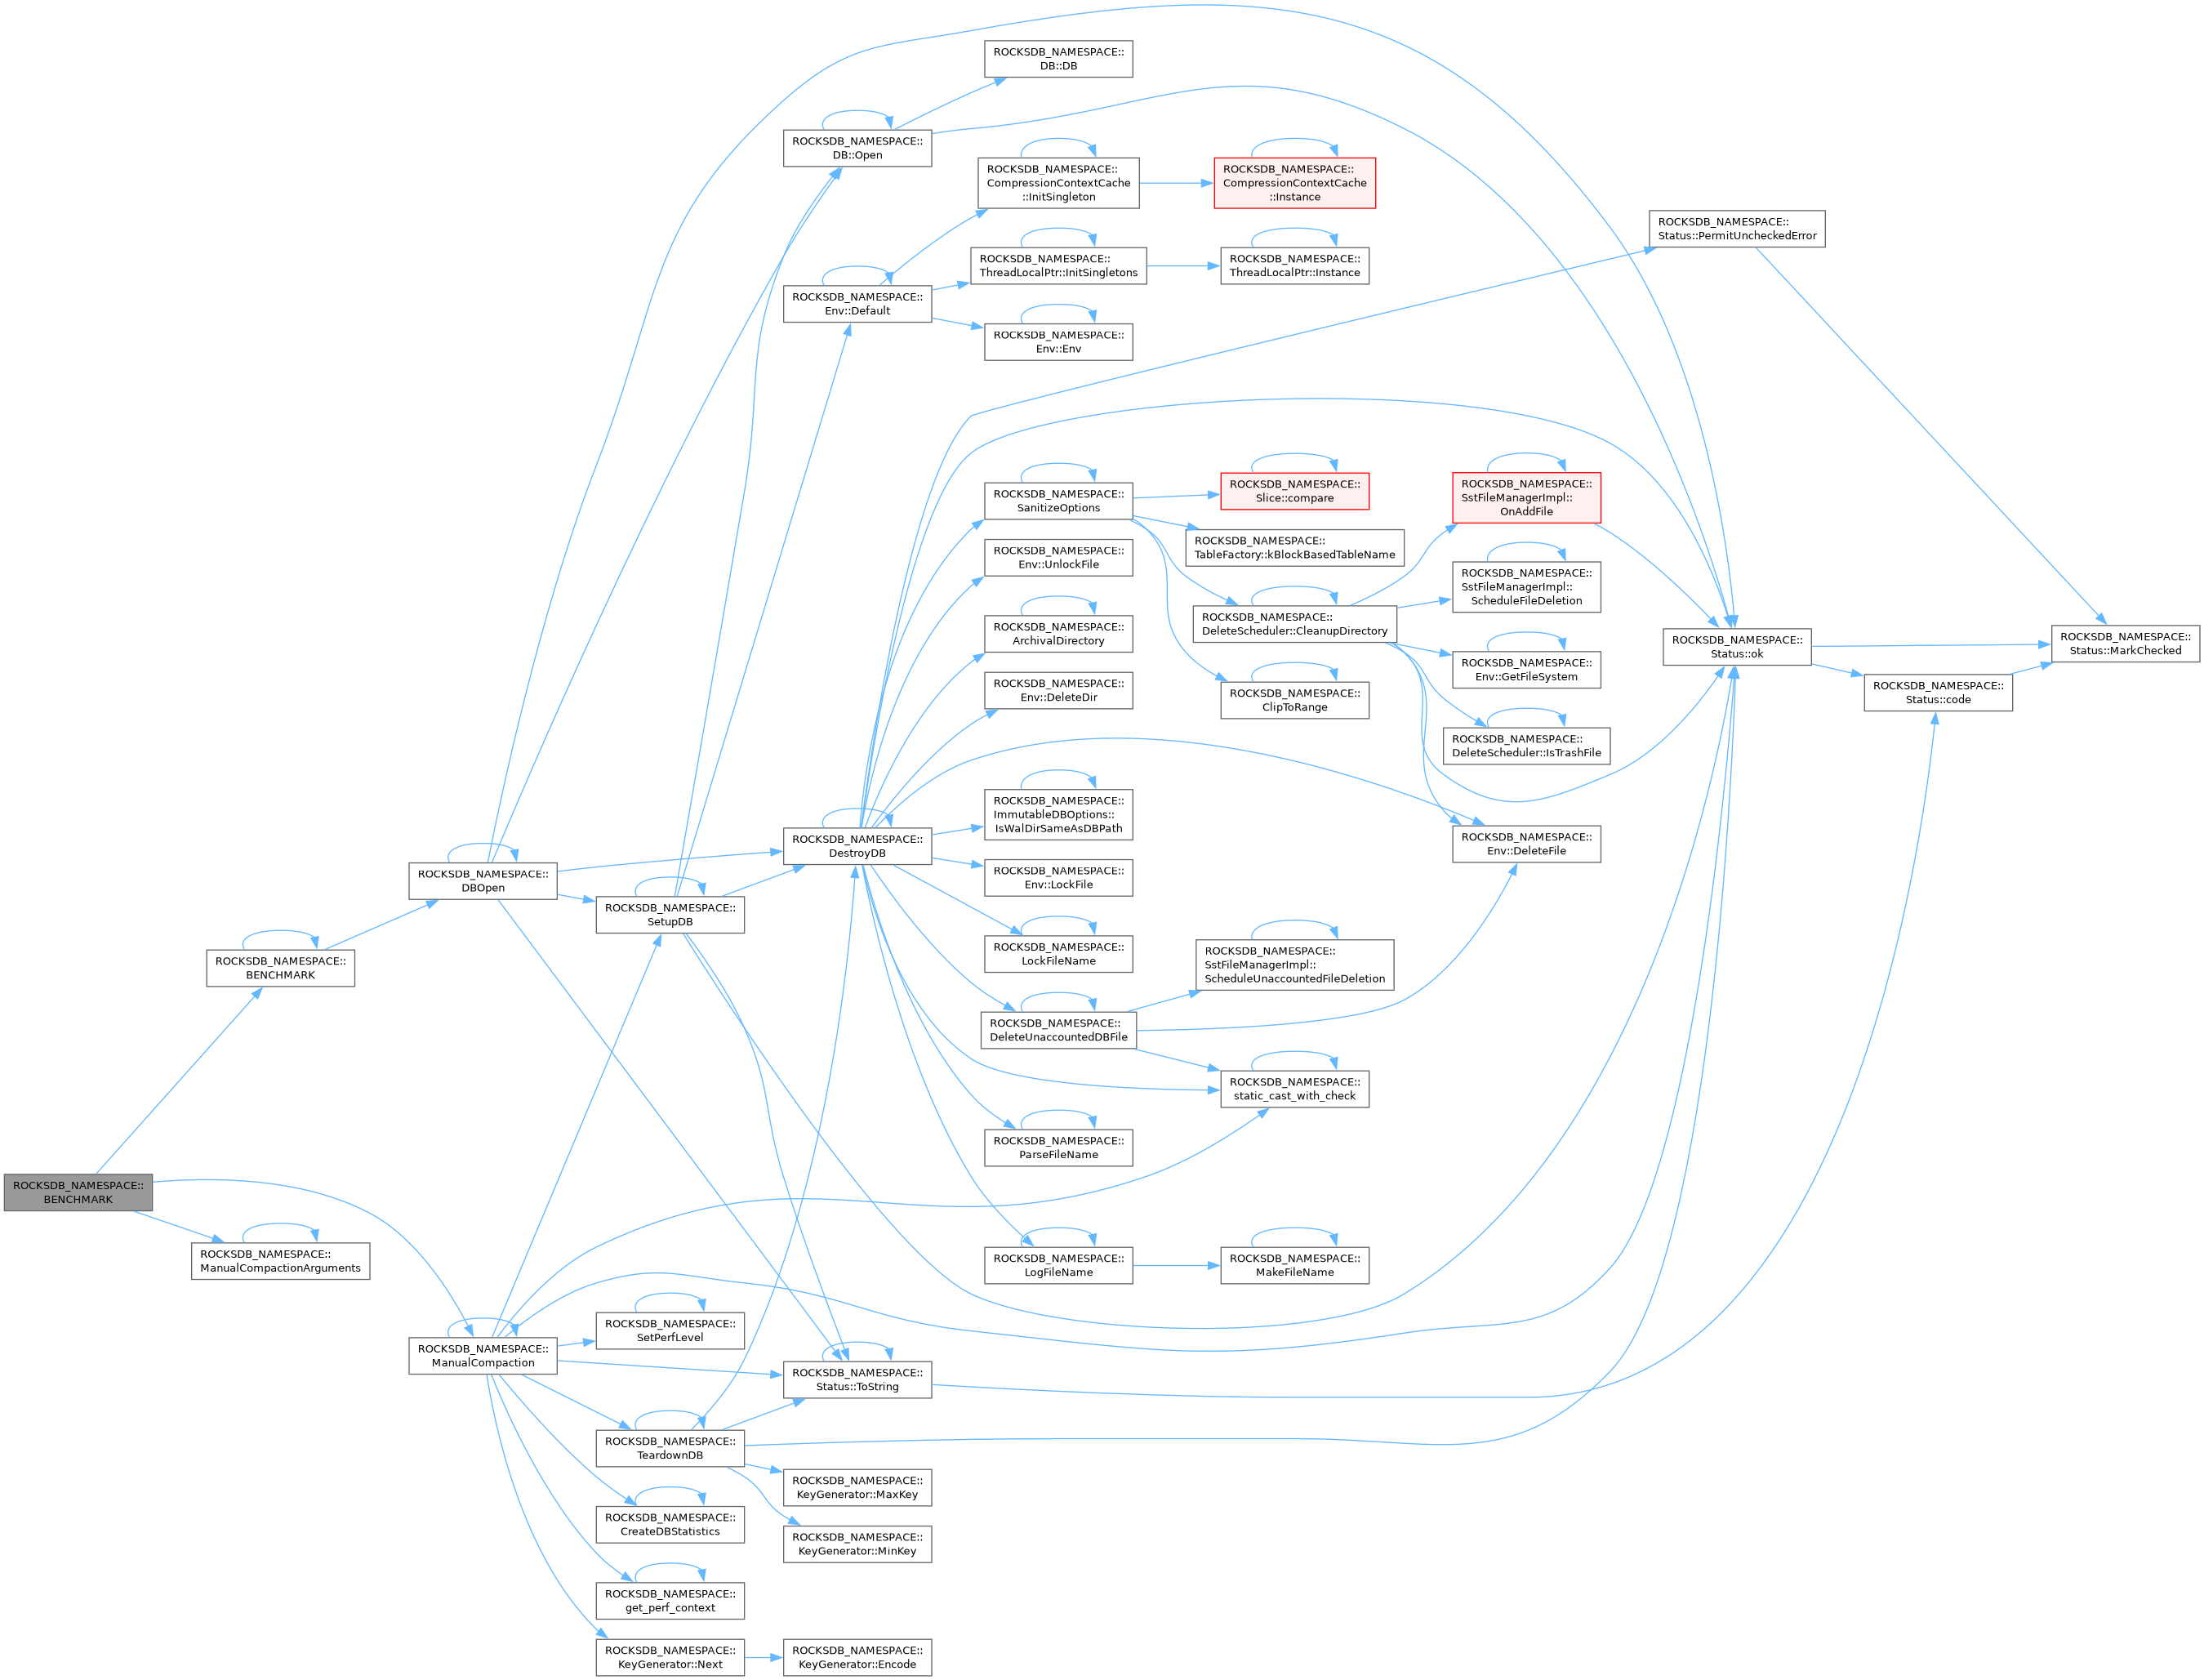 ROCKSDB_NAMESPACE::
BENCHMARK
ROCKSDB_NAMESPACE::
BENCHMARK
ROCKSDB_NAMESPACE::
ManualCompactionArguments
ROCKSDB_NAMESPACE::
DBOpen
ROCKSDB_NAMESPACE::
ManualCompaction
ROCKSDB_NAMESPACE::
SetupDB
ROCKSDB_NAMESPACE::
SetPerfLevel
ROCKSDB_NAMESPACE::
TeardownDB
ROCKSDB_NAMESPACE::
CreateDBStatistics
ROCKSDB_NAMESPACE::
get_perf_context
ROCKSDB_NAMESPACE::
KeyGenerator::Next
ROCKSDB_NAMESPACE::
DB::Open
ROCKSDB_NAMESPACE::
Env::Default
ROCKSDB_NAMESPACE::
DestroyDB
ROCKSDB_NAMESPACE::
Status::ToString
ROCKSDB_NAMESPACE::
KeyGenerator::MaxKey
ROCKSDB_NAMESPACE::
KeyGenerator::MinKey
ROCKSDB_NAMESPACE::
KeyGenerator::Encode
ROCKSDB_NAMESPACE::
DB::DB
ROCKSDB_NAMESPACE::
CompressionContextCache
::InitSingleton
ROCKSDB_NAMESPACE::
ThreadLocalPtr::InitSingletons
ROCKSDB_NAMESPACE::
Env::Env
ROCKSDB_NAMESPACE::
SanitizeOptions
ROCKSDB_NAMESPACE::
Env::UnlockFile
ROCKSDB_NAMESPACE::
ArchivalDirectory
ROCKSDB_NAMESPACE::
Env::DeleteDir
ROCKSDB_NAMESPACE::
ImmutableDBOptions::
IsWalDirSameAsDBPath
ROCKSDB_NAMESPACE::
Env::LockFile
ROCKSDB_NAMESPACE::
LockFileName
ROCKSDB_NAMESPACE::
DeleteUnaccountedDBFile
ROCKSDB_NAMESPACE::
ParseFileName
ROCKSDB_NAMESPACE::
LogFileName
ROCKSDB_NAMESPACE::
CompressionContextCache
::Instance
ROCKSDB_NAMESPACE::
ThreadLocalPtr::Instance
ROCKSDB_NAMESPACE::
Slice::compare
ROCKSDB_NAMESPACE::
TableFactory::kBlockBasedTableName
ROCKSDB_NAMESPACE::
DeleteScheduler::CleanupDirectory
ROCKSDB_NAMESPACE::
ClipToRange
ROCKSDB_NAMESPACE::
SstFileManagerImpl::
ScheduleUnaccountedFileDeletion
ROCKSDB_NAMESPACE::
static_cast_with_check
ROCKSDB_NAMESPACE::
MakeFileName
ROCKSDB_NAMESPACE::
SstFileManagerImpl::
OnAddFile
ROCKSDB_NAMESPACE::
SstFileManagerImpl::
ScheduleFileDeletion
ROCKSDB_NAMESPACE::
Env::GetFileSystem
ROCKSDB_NAMESPACE::
DeleteScheduler::IsTrashFile
ROCKSDB_NAMESPACE::
Env::DeleteFile
ROCKSDB_NAMESPACE::
Status::PermitUncheckedError
ROCKSDB_NAMESPACE::
Status::ok
ROCKSDB_NAMESPACE::
Status::code
ROCKSDB_NAMESPACE::
Status::MarkChecked